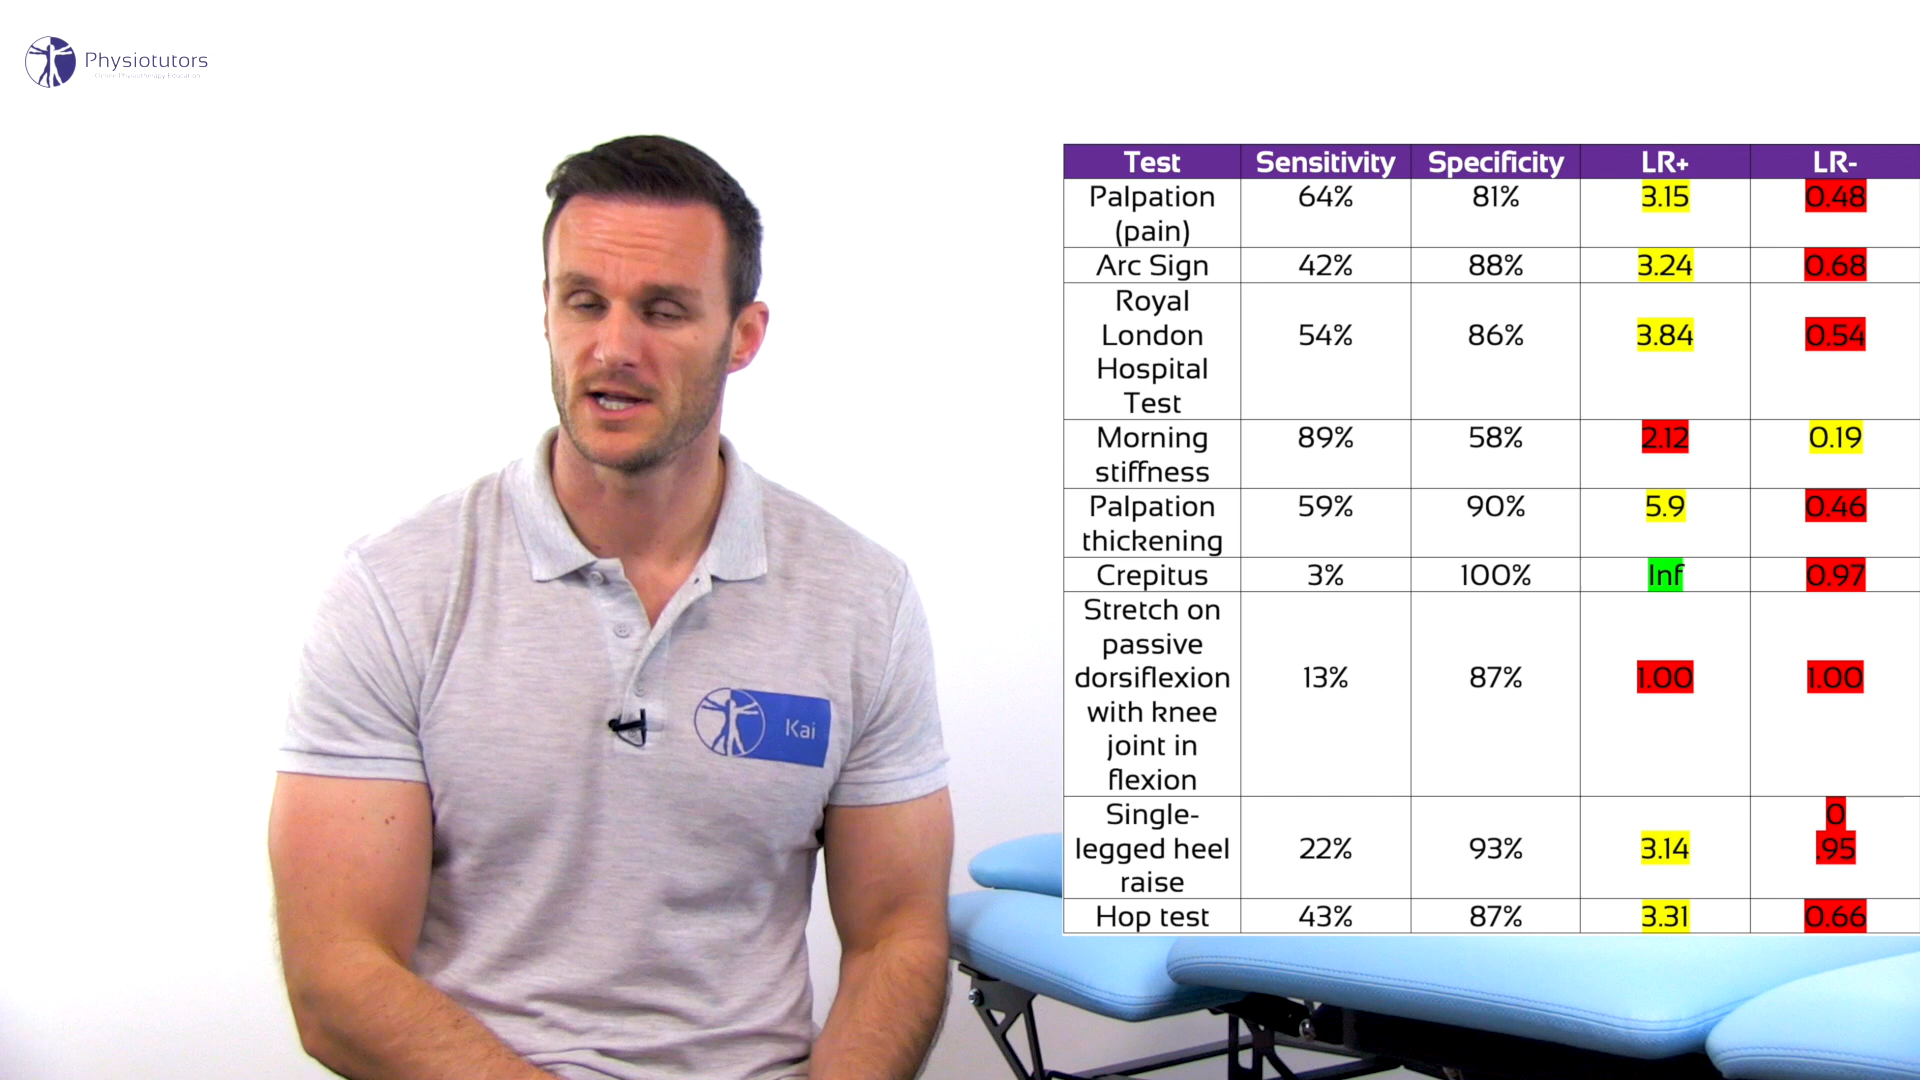 Physiotutors
Online Physiotherapy Education
Kai
Test Sensitivity Specificity LR+ LR-
Palpation (pain) 64% 81% 3.15 0.48
Arc Sign 42% 88% 3.24 0.68
Royal London Hospital Test 54% 86% 3.84 0.54
Morning stiffness 89% 58% 2.12 0.19
Palpation thickening 59% 90% 5.9 0.46
Crepitus 3% 100% Inf 0.97
Stretch on passive dorsiflexion with knee joint in flexion 13% 87% 1.00 1.00
Single-legged heel raise 22% 93% 3.14 0 .95
Hop test 43% 87% 3.31 0.66